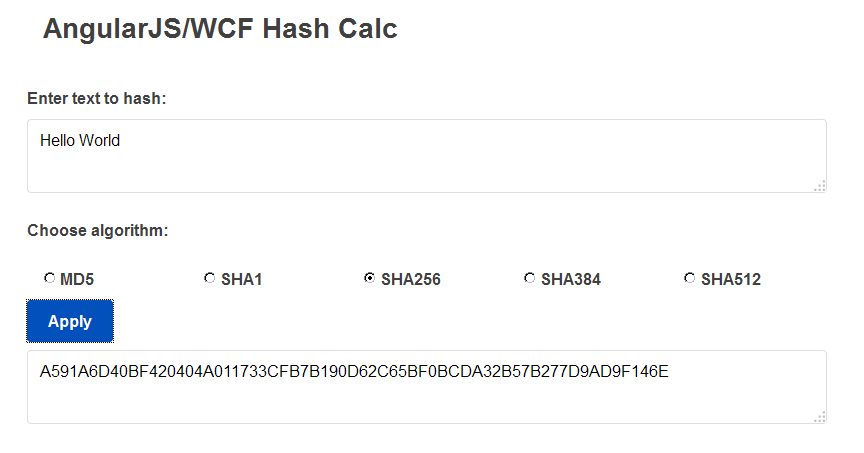 AngularJS/WCF Hash Calc
Enter text to hash:
Hello World
Choose algorithm:
MD5 SHA1 SHA256 SHA384 SHA512
Apply
A591A6D40BF420404A011733CFB7B190D62C65BF0BCDA32B57B277D9AD9F146E